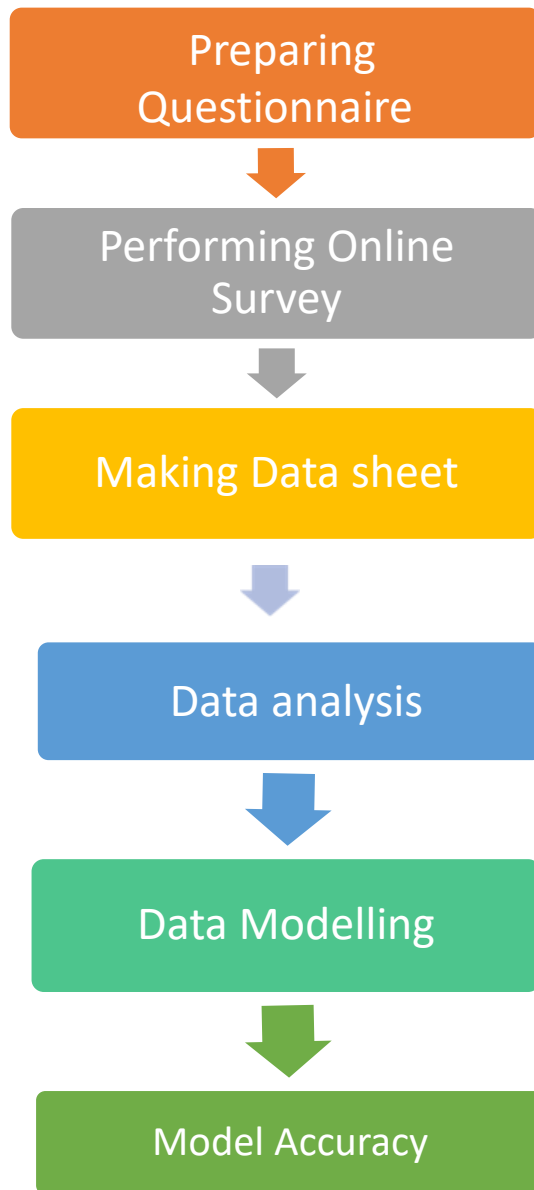 Preparing
Questionnaire
Performing Online
Survey
Making Data sheet
Data analysis
Data Modelling
Model Accuracy